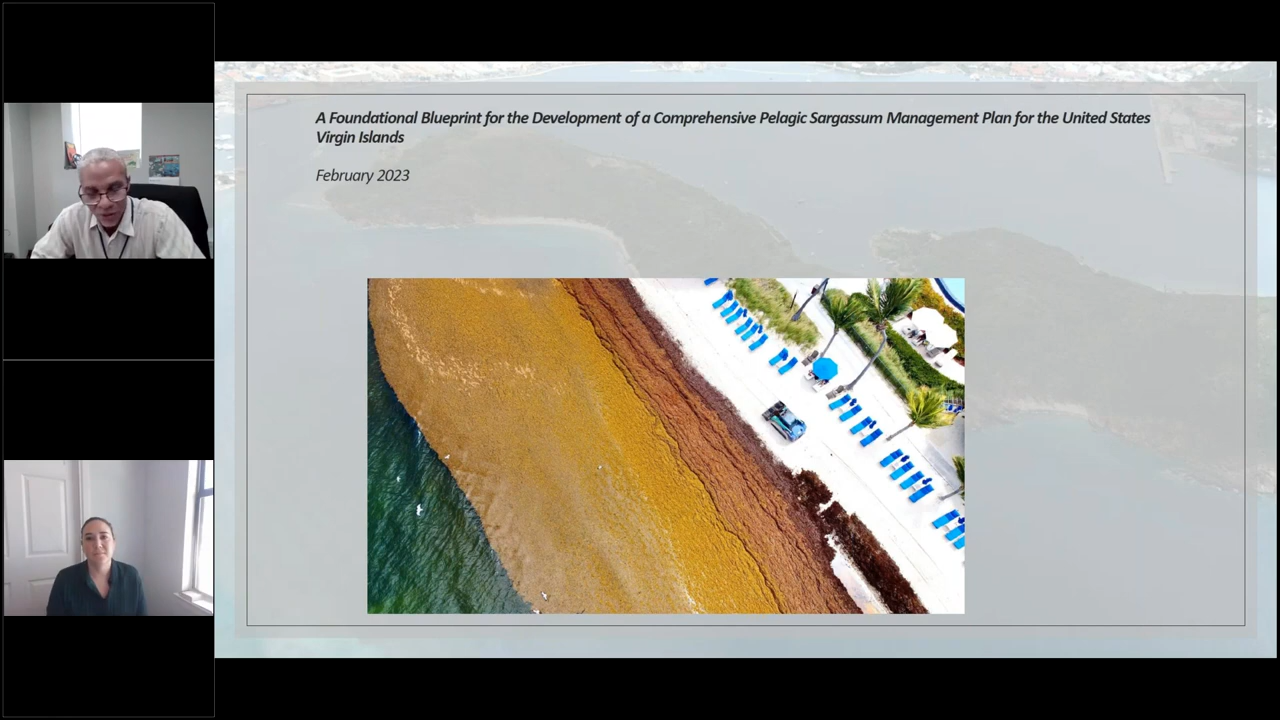 A Foundational Blueprint for the Development of a Comprehensive Pelagic Sargassum Management Plan for the United States
Virgin Islands
February 2023